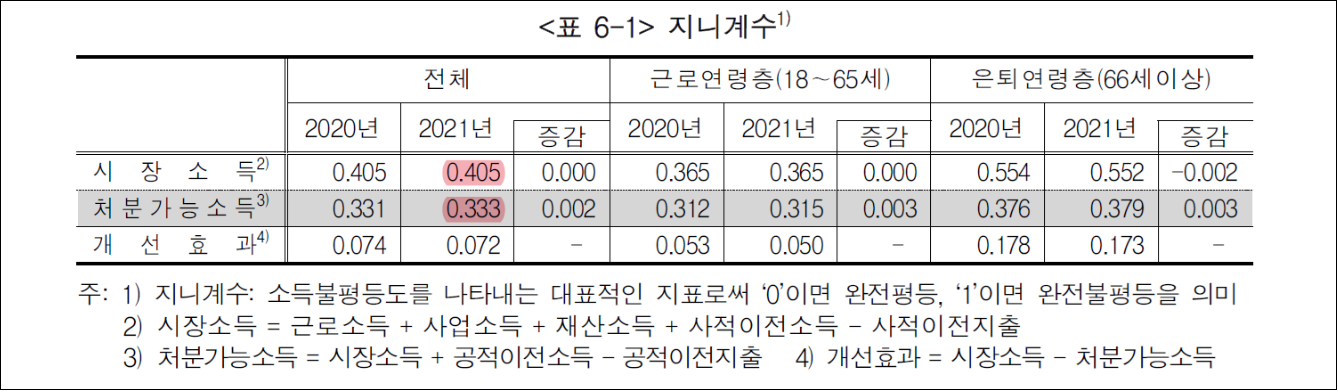 <표 6-1> 지니계수1)
전체 근로연령층(18~65세) 은퇴연령층(66세이상)
2020년 2021년 증감 2020년 2021년 증감 2020년 2021년 증감
시 장 소 득2) 0.405 0.405 0.000 0.365 0.365 0.000 0.554 0.552 -0.002
처분가능소득3) 0.331 0.333 0.002 0.312 0.315 0.003 0.376 0.379 0.003
개 선 효 과4) 0.074 0.072 - 0.053 0.050 - 0.178 0.173 -
주: 1) 지니계수: 소득불평등도를 나타내는 대표적인 지표로써 '0'이면 완전평등, '1'이면 완전불평등을 의미
2) 시장소득 = 근로소득 + 사업소득 + 재산소득 + 사적이전소득 - 사적이전지출
3) 처분가능소득 = 시장소득 + 공적이전소득 - 공적이전지출 4) 개선효과 = 시장소득 - 처분가능소득